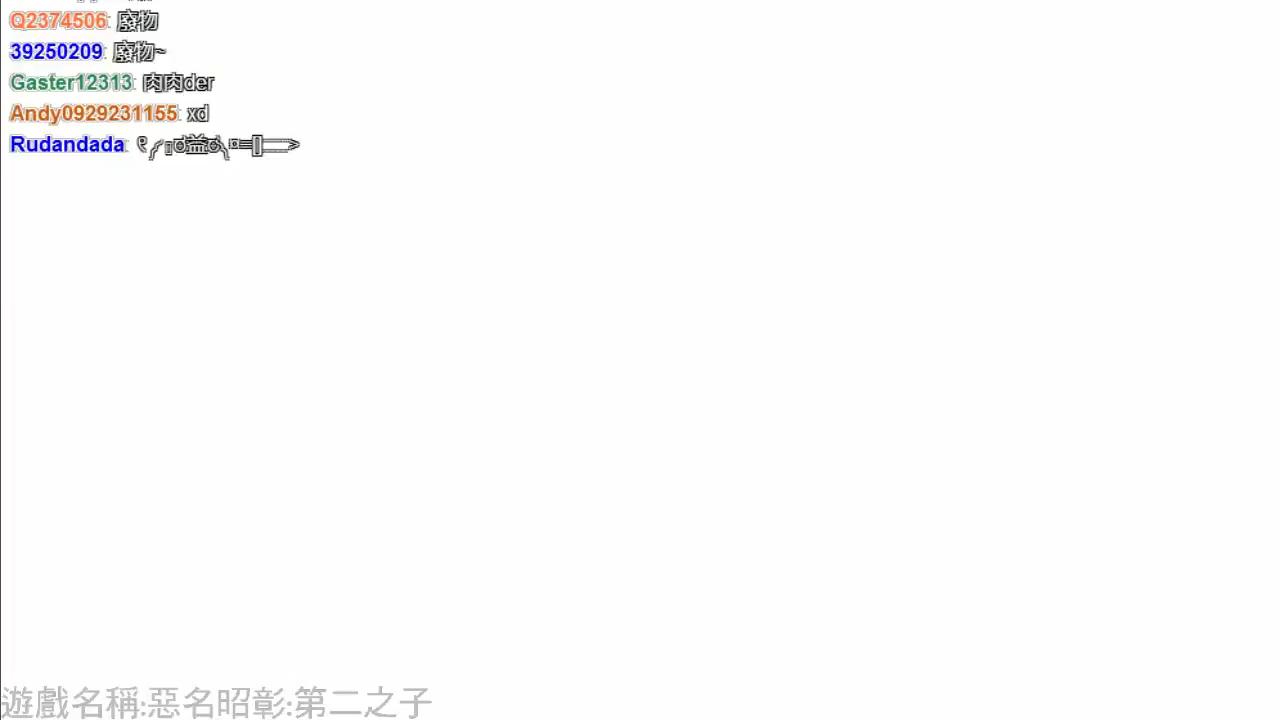 Q2374506: 廢物
39250209: 廢物~
Gaster12313: 肉肉der
Andy0929231155: xd
Rudandada:
遊戲名稱:惡名昭彰:第二之子